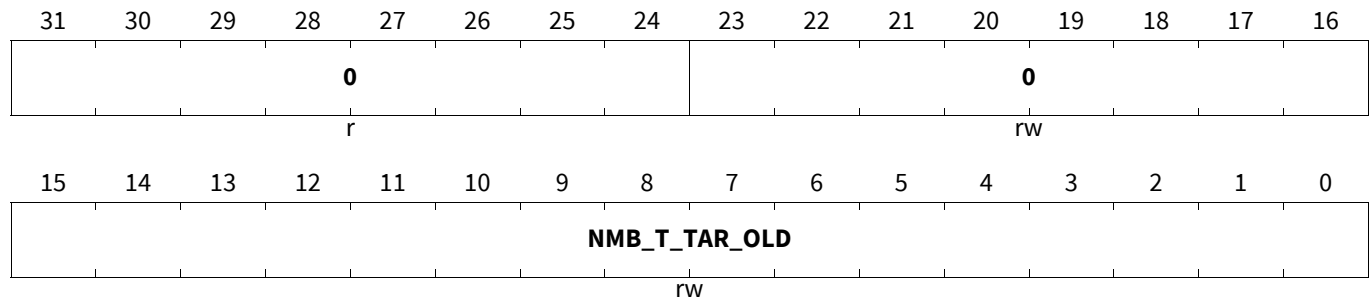 31 30 29 28 27 26 25 24 23 22 21 20 19 18 17 16
0 0
r rw
15 14 13 12 11 10 9 8 7 6 5 4 3 2 1 0
NMB_T_TAR_OLD
rw